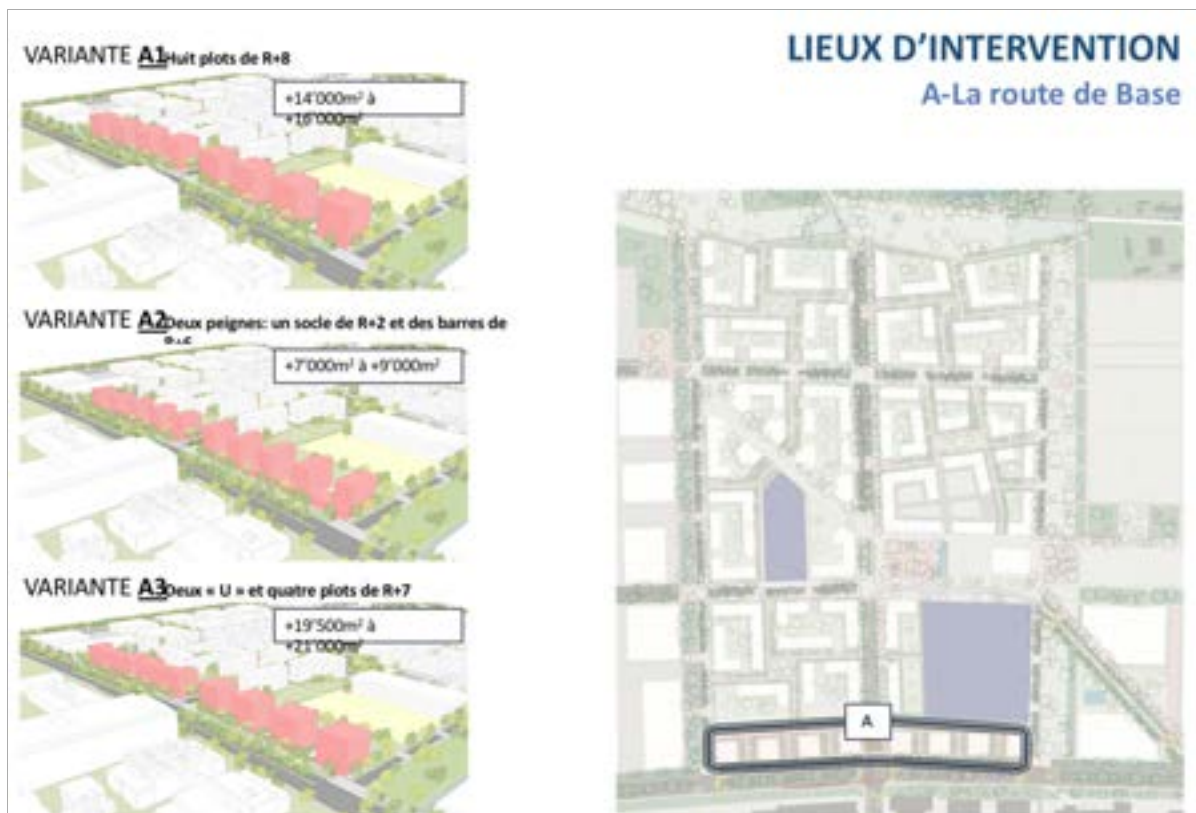 LIEUX D'INTERVENTION
A-La route de Base
VARIANTE A1 Huit plots de R+8
+14'000m² à
+16'000m²
VARIANTE A2 Deux peignes: un socle de R+2 et des barres de
+7'000m² à +9'000m²
VARIANTE A3 Deux « U » et quatre plots de R+7
+19'500m² à
+21'000m²
A